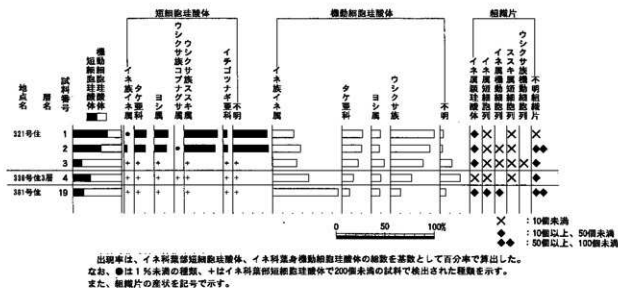 短細胞珪酸体
機動細胞珪酸体
組織片
地点名
層名
試料番号
短細胞珪酸体
機動細胞珪酸体
イネ族イネ属
タケ亜科
ヨシ属
ウシクサ族コブナグサ属
ウシクサ族ススキ属
イチゴツナギ亜科
不明
イネ族イネ属
タケ亜科
ヨシ属
ウシクサ族
不明
イネ属穎珪酸体
イネ属短細胞列
イネ属機動細胞列
ススキ属短細胞列
ウシクサ族機動細胞列
不明組織片
321号住 1
2
3
338号住3層 4
381号住 19
0 50 100%
× :10個未満
◆ :10個以上、50個未満
◆◆ :50個以上、100個未満
出現率は、イネ科葉部短細胞珪酸体、イネ科葉身機動細胞珪酸体の総数を基数として百分率で算出した。
なお、●は1%未満の種類、+はイネ科葉部短細胞珪酸体で200個未満の試料で検出された種類を示す。
また、組織片の産状を記号で示す。